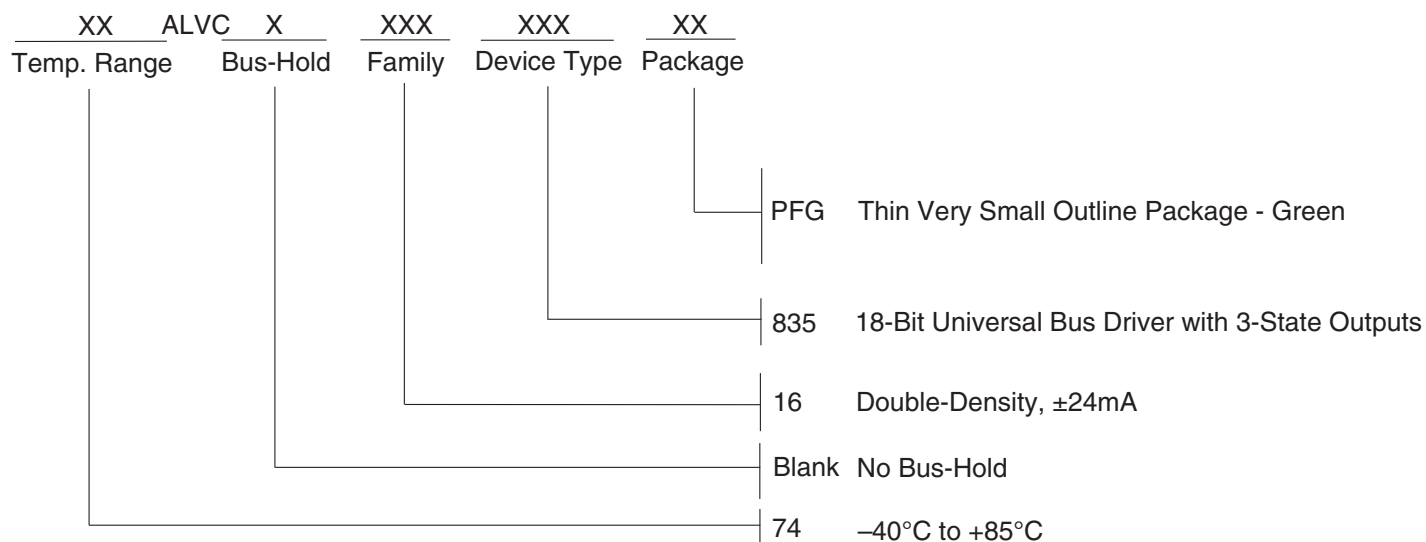 XX ALVC X XXX XXX XX
Temp. Range Bus-Hold Family Device Type Package
PFG Thin Very Small Outline Package - Green
835 18-Bit Universal Bus Driver with 3-State Outputs
16 Double-Density, ±24mA
Blank No Bus-Hold
74 –40°C to +85°C